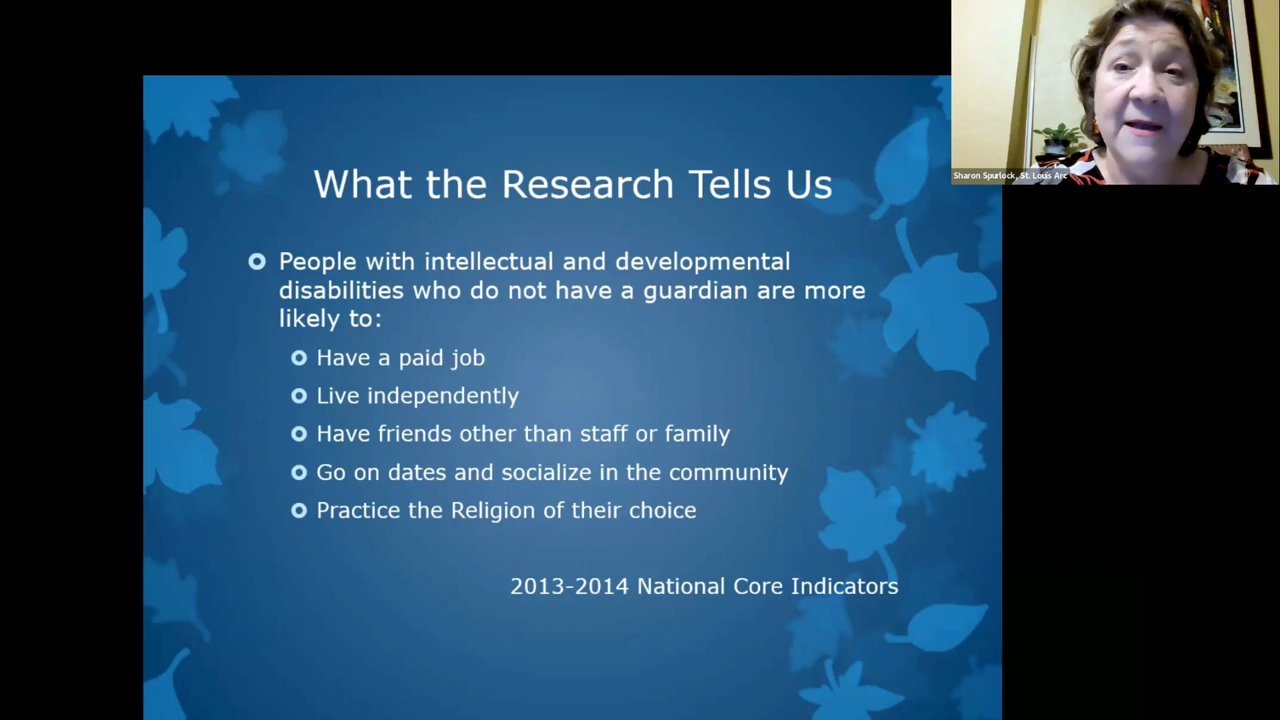 Sharon Spurlock, St. Louis Arc
What the Research Tells Us
People with intellectual and developmental
disabilities who do not have a guardian are more
likely to:
Have a paid job
Live independently
Have friends other than staff or family
Go on dates and socialize in the community
Practice the Religion of their choice
2013-2014 National Core Indicators